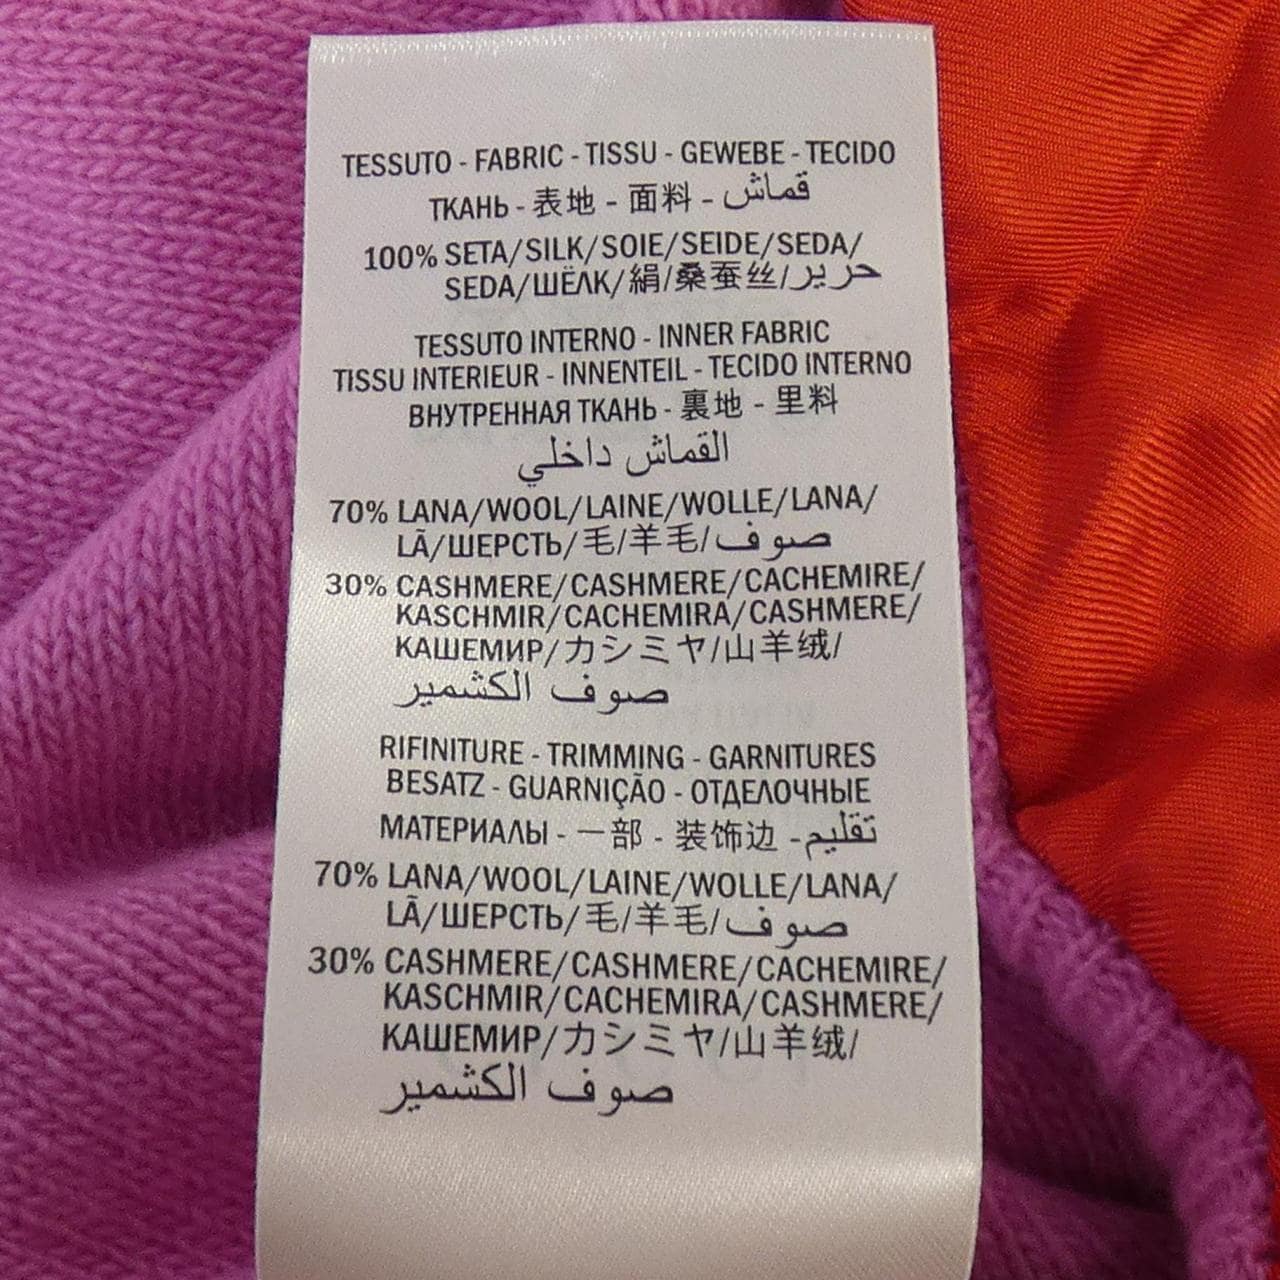 TESSUTO - FABRIC - TISSU - GEWEBE - TECIDO
ТКАНЬ - 表地 - 面料 - قماش
100% SETA/SILK/SOIE/SEIDE/SEDA/
SEDA/ШЁЛК/絹/桑蚕丝/حرير
TESSUTO INTERNO - INNER FABRIC
TISSU INTERIEUR - INNENTEIL - TECIDO INTERNO
ВНУТРЕННАЯ ТКАНЬ - 裏地 - 里料
القماش داخلي
70% LANA/WOOL/LAINE/WOLLE/LANA/
LÃ/ШЕРСТЬ/毛/羊毛/صوف
30% CASHMERE/CASHMERE/CACHEMIRE/
KASCHMIR/CACHEMIRA/CASHMERE/
КАШЕМИР/カシミヤ/山羊绒/
صوف الكشمير
RIFINITURE - TRIMMING - GARNITURES
BESATZ - GUARNIÇÃO - ОТДЕЛОЧНЫЕ
МАТЕРИАЛЫ - 一部 - 装饰边 - تقليم
70% LANA/WOOL/LAINE/WOLLE/LANA/
LÃ/ШЕРСТЬ/毛/羊毛/صوف
30% CASHMERE/CASHMERE/CACHEMIRE/
KASCHMIR/CACHEMIRA/CASHMERE/
КАШЕМИР/カシミヤ/山羊绒/
صوف الكشمير